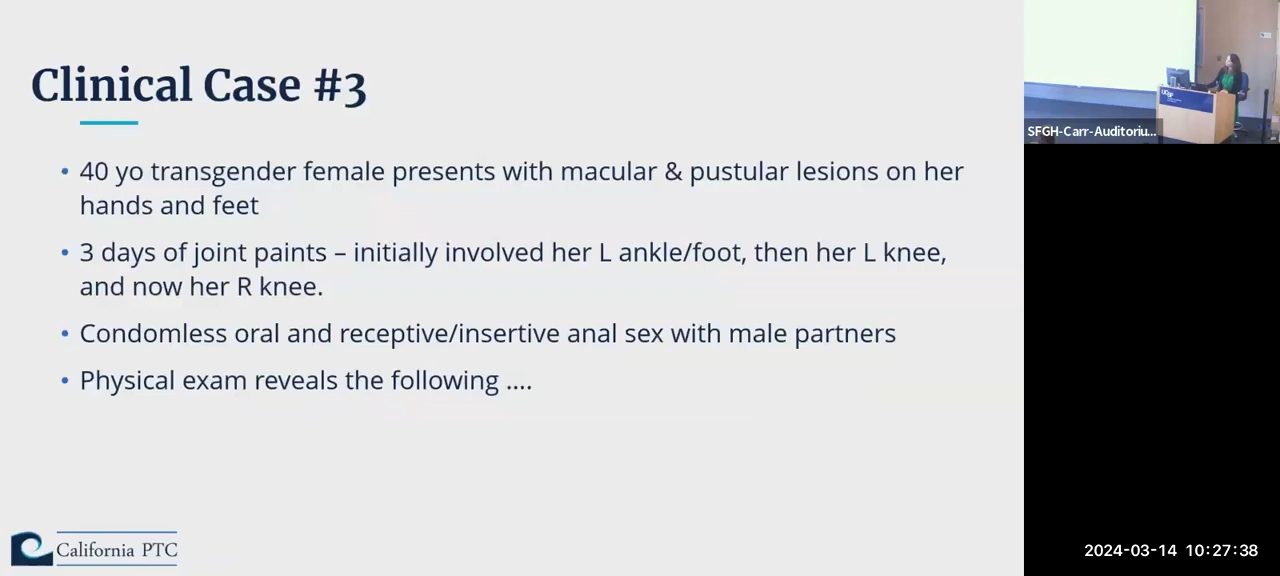 Clinical Case #3
• 40 yo transgender female presents with macular & pustular lesions on her
hands and feet
• 3 days of joint paints – initially involved her L ankle/foot, then her L knee,
and now her R knee.
• Condomless oral and receptive/insertive anal sex with male partners
• Physical exam reveals the following ....
California PTC
UCSF
SFGH-Carr-Auditoriu...
2024-03-14 10:27:38